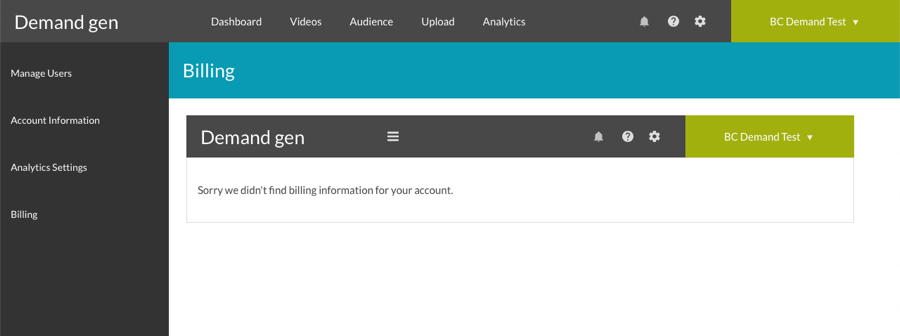 Demand gen Dashboard Videos Audience Upload Analytics BC Demand Test
Manage Users
Account Information
Analytics Settings
Billing
Billing
Demand gen BC Demand Test
Sorry we didn't find billing information for your account.